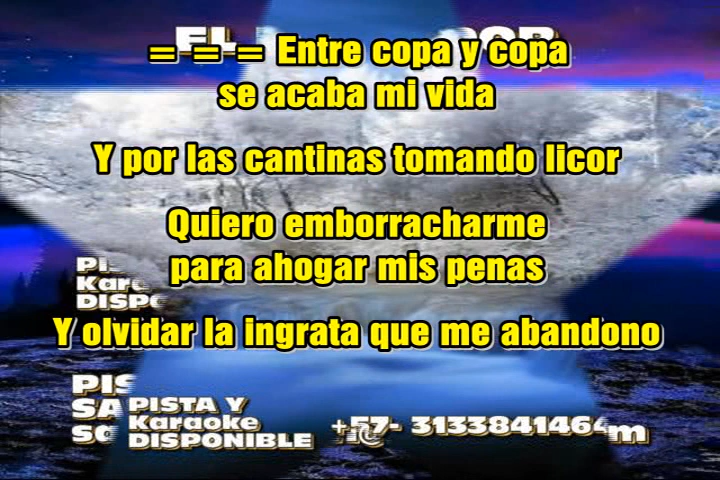 EL
= = = Entre copa y copa
se acaba mi vida
Y por las cantinas tomando licor
Quiero emborracharme
para ahogar mis penas
Y olvidar la ingrata que me abandono
PISTA Y
Karaoke
DISPONIBLE
+57- 3133841464